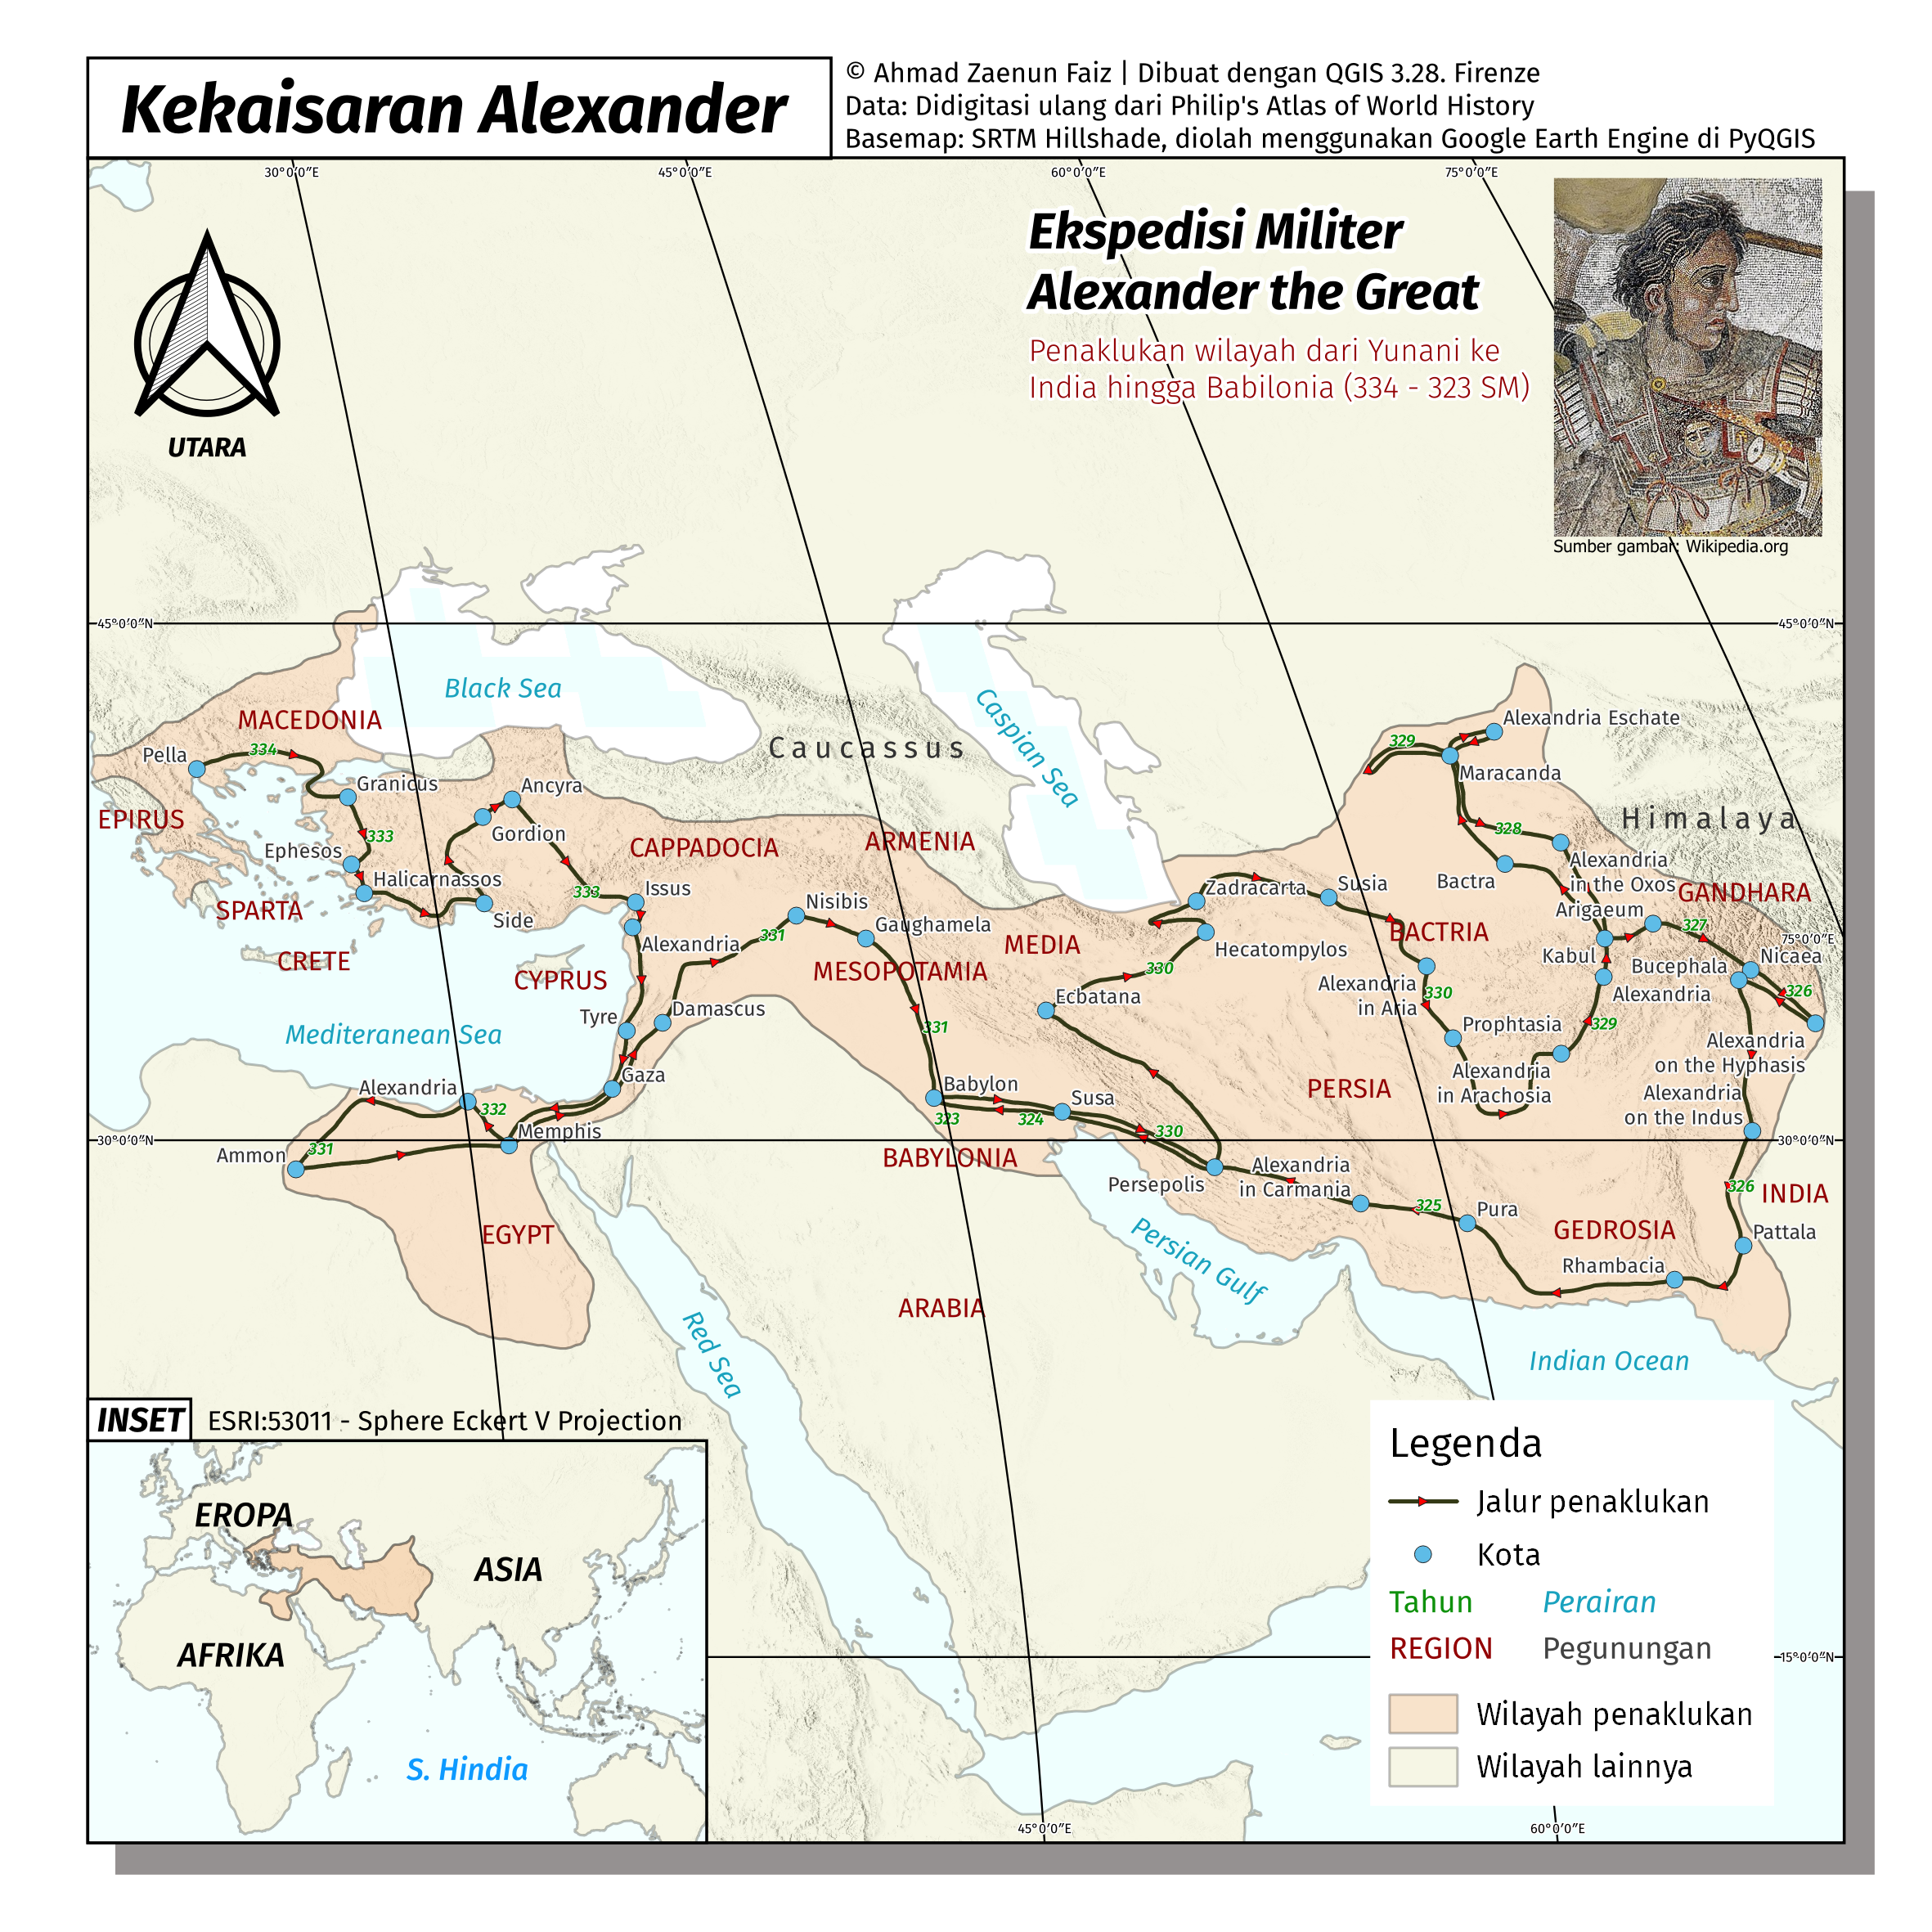 Kekaisaran Alexander
© Ahmad Zaenun Faiz | Dibuat dengan QGIS 3.28. Firenze
Data: Didigitasi ulang dari Philip's Atlas of World History
Basemap: SRTM Hillshade, diolah menggunakan Google Earth Engine di PyQGIS
30°0'0"E
45°0'0"E
60°0'0"E
75°0'0"E
Ekspedisi Militer
Alexander the Great
Penaklukan wilayah dari Yunani ke
India hingga Babilonia (334 - 323 SM)
Sumber gambar: Wikipedia.org
UTARA
45°0'0"N
45°0'0"N
Black Sea
Caspian Sea
MACEDONIA
Pella
334
Caucassus
Alexandria Eschate
329
Maracanda
Granicus
Ancyra
EPIRUS
333
Gordion
CAPPADOCIA
ARMENIA
Himalaya
328
Ephesos
Halicarnassos
333
Issus
Zadracarta
Susia
Bactra
Alexandria
in the Oxos
GANDHARA
SPARTA
Side
Nisibis
Arigaeum
327
CRETE
Alexandria
331
Gaughamela
MEDIA
Hecatompylos
BACTRIA
75°0'0"E
CYPRUS
MESOPOTAMIA
330
Kabul
Bucephala
Nicaea
Ecbatana
Alexandria
in Aria
330
Alexandria
326
Mediteranean Sea
Tyre
Damascus
331
Prophtasia
329
Alexandria
on the Hyphasis
Gaza
Alexandria
in Arachosia
PERSIA
Alexandria
332
Babylon
Susa
Alexandria
on the Indus
323
324
330
30°0'0"N
Memphis
30°0'0"N
Ammon
331
BABYLONIA
Persepolis
Alexandria
in Carmania
326
INDIA
325
Pura
EGYPT
Persian Gulf
GEDROSIA
Pattala
Rhambacia
ARABIA
Red Sea
Indian Ocean
INSET
ESRI:53011 - Sphere Eckert V Projection
EROPA
ASIA
AFRIKA
S. Hindia
Legenda
Jalur penaklukan
Kota
Tahun
Perairan
REGION
Pegunungan
15°0'0"N
Wilayah penaklukan
Wilayah lainnya
45°0'0"E
60°0'0"E